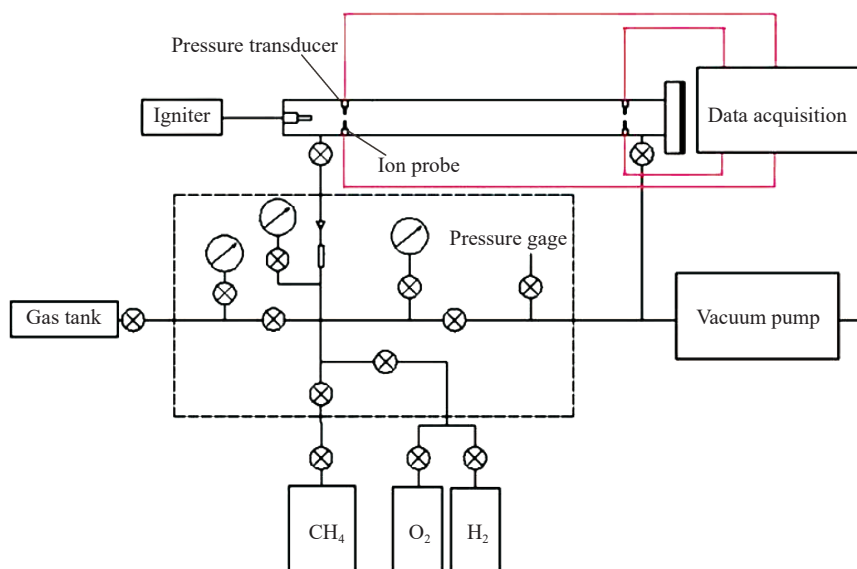 Pressure transducer
Igniter
Data acquisition
Ion probe
Pressure gage
Gas tank
Vacuum pump
CH₄
O₂
H₂